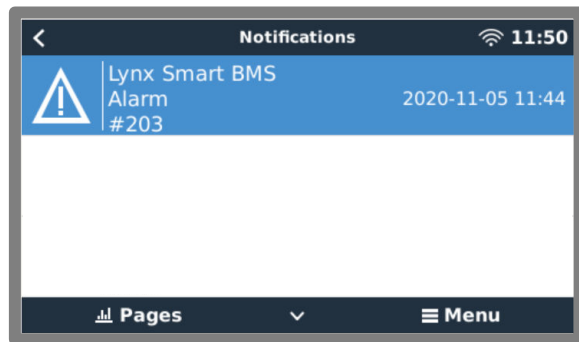 Notifications
11:50
Lynx Smart BMS
Alarm
2020-11-05 11:44
#203
Pages
Menu